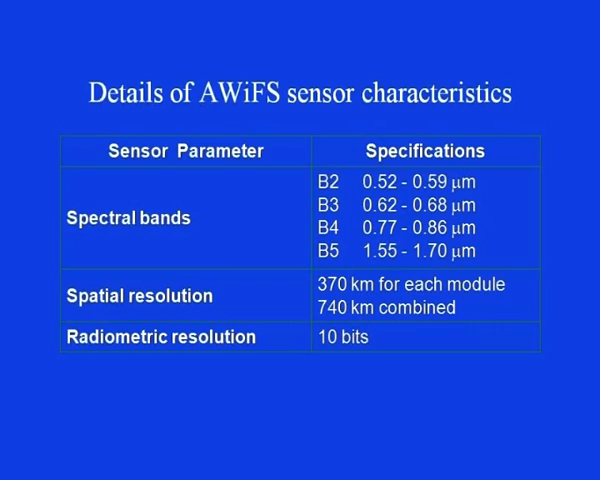 Details of AWiFS sensor characteristics
Sensor Parameter Specifications
Spectral bands
B2 0.52 - 0.59 μm
B3 0.62 - 0.68 μm
B4 0.77 - 0.86 μm
B5 1.55 - 1.70 μm
Spatial resolution
370 km for each module
740 km combined
Radiometric resolution 10 bits